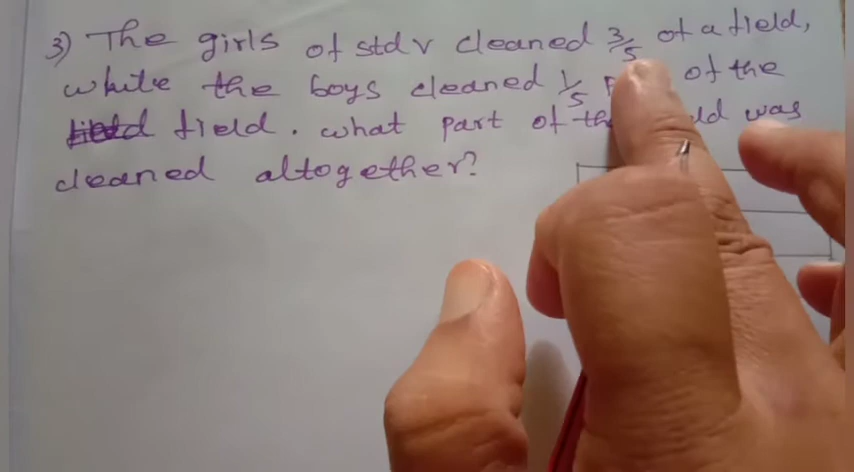 3) The girls of std v cleaned 3/5 of a field,
while the boys cleaned 1/5 of the
field. what part of the was
cleaned altogether?